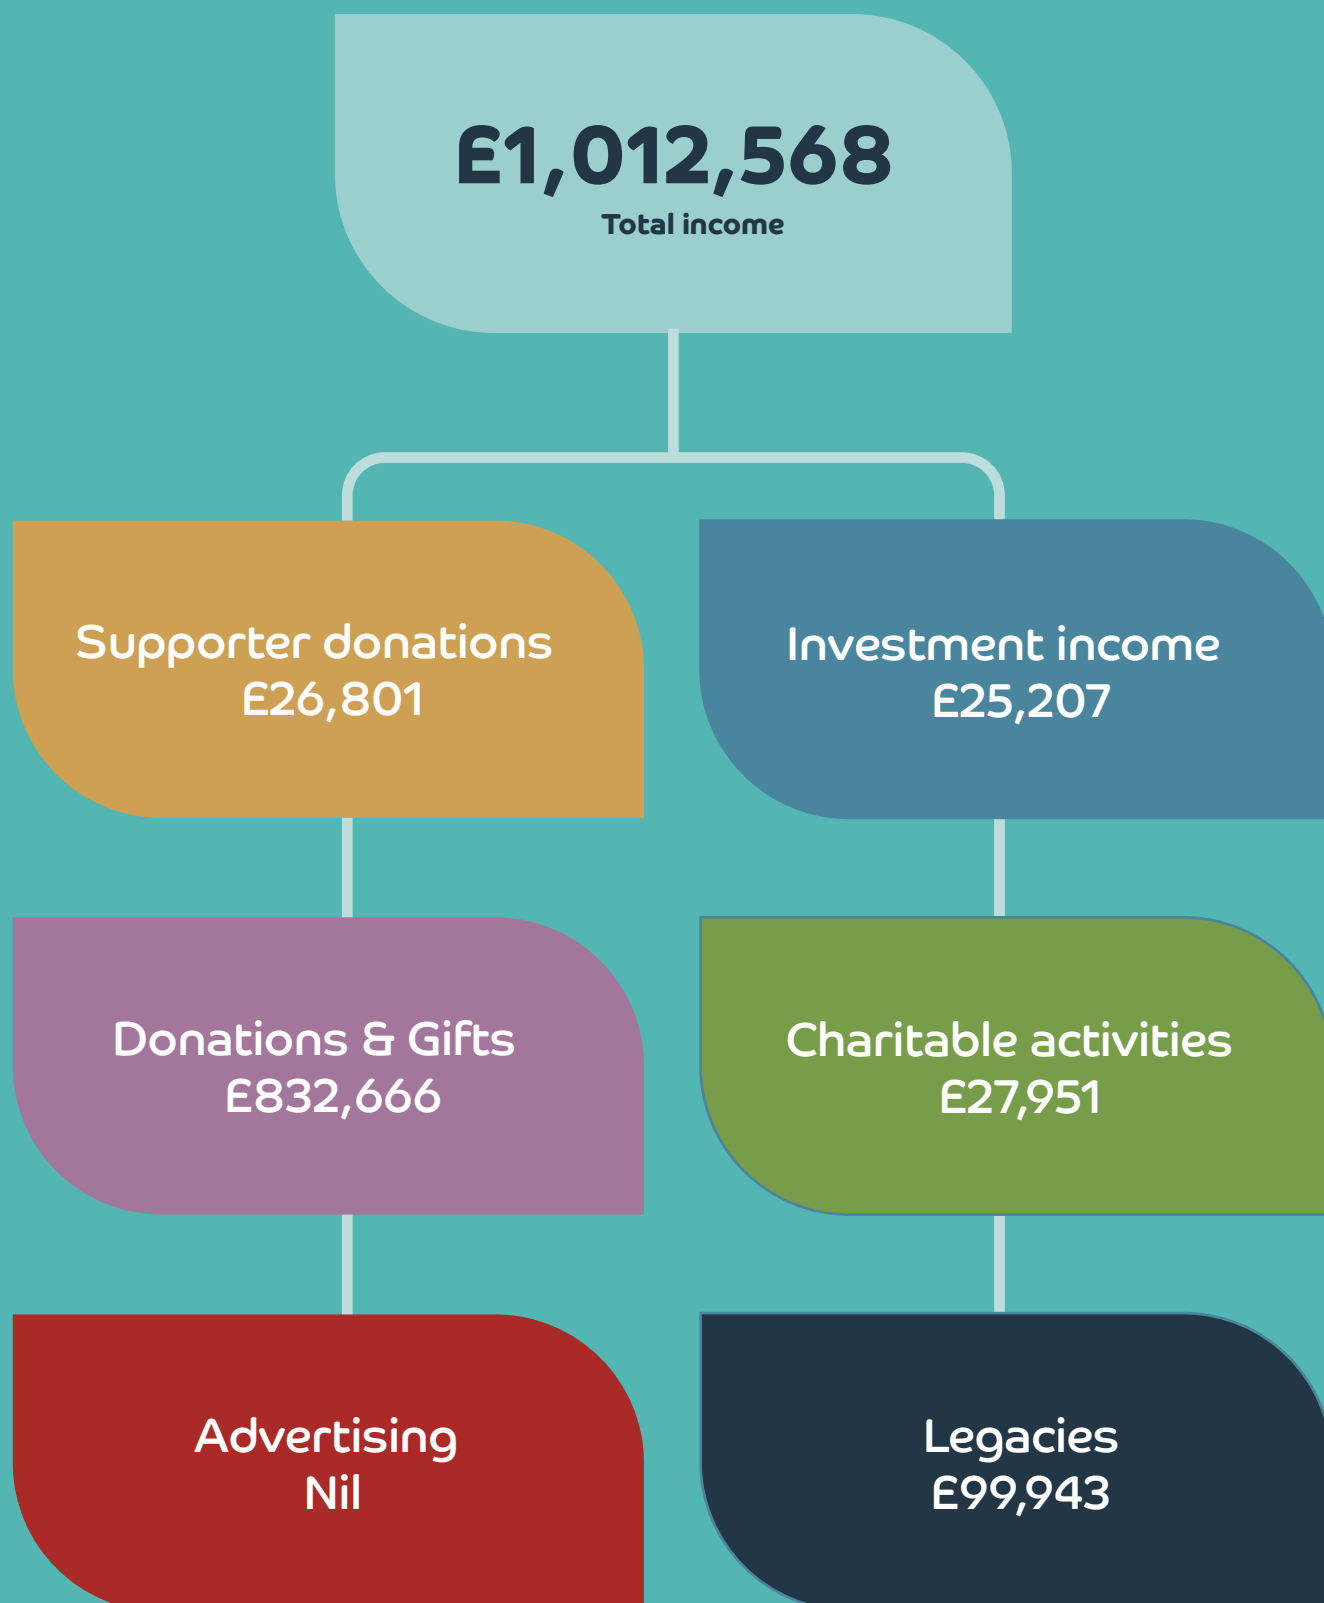 £1,012,568
Total income
Supporter donations
£26,801
Investment income
£25,207
Donations & Gifts
£832,666
Charitable activities
£27,951
Advertising
Nil
Legacies
£99,943